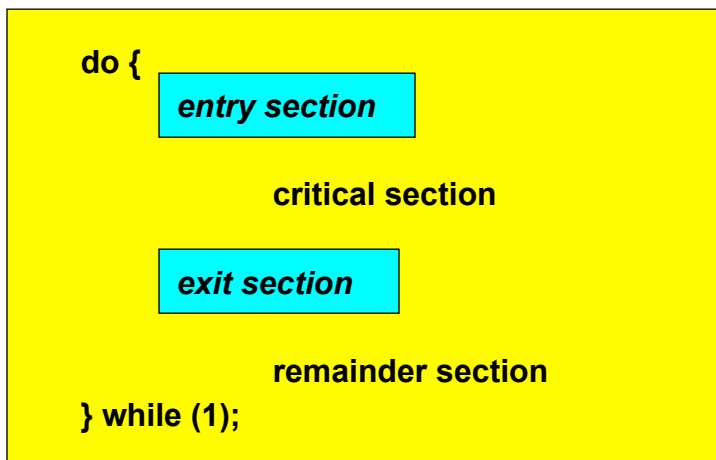 do {
entry section
critical section
exit section
remainder section
} while (1);